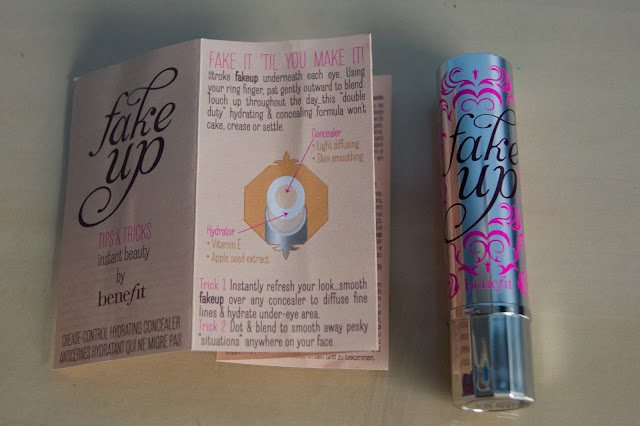 fake
up
TIPS & TRICKS
instant beauty
by
benefit
CREASE-CONTROL HYDRATING CONCEALER
ANTICERNES HYDRATANT QUI NE MIGRE PAS
FAKE IT 'TIL YOU MAKE IT!
Stroke fakeup underneath each eye. Using
your ring finger, pat gently outward to blend.
Touch up throughout the day...this "double
duty" hydrating & concealing formula won't
cake, crease or settle.
Concealer
• Light diffusing
• Skin smoothing
Hydrator
• Vitamin E
• Apple seed extract
Trick 1 Instantly refresh your look...smooth
fakeup over any concealer to diffuse fine
lines & hydrate under-eye area.
Trick 2 Dot & blend to smooth away pesky
"situations" anywhere on your face.
fake
up
benefit